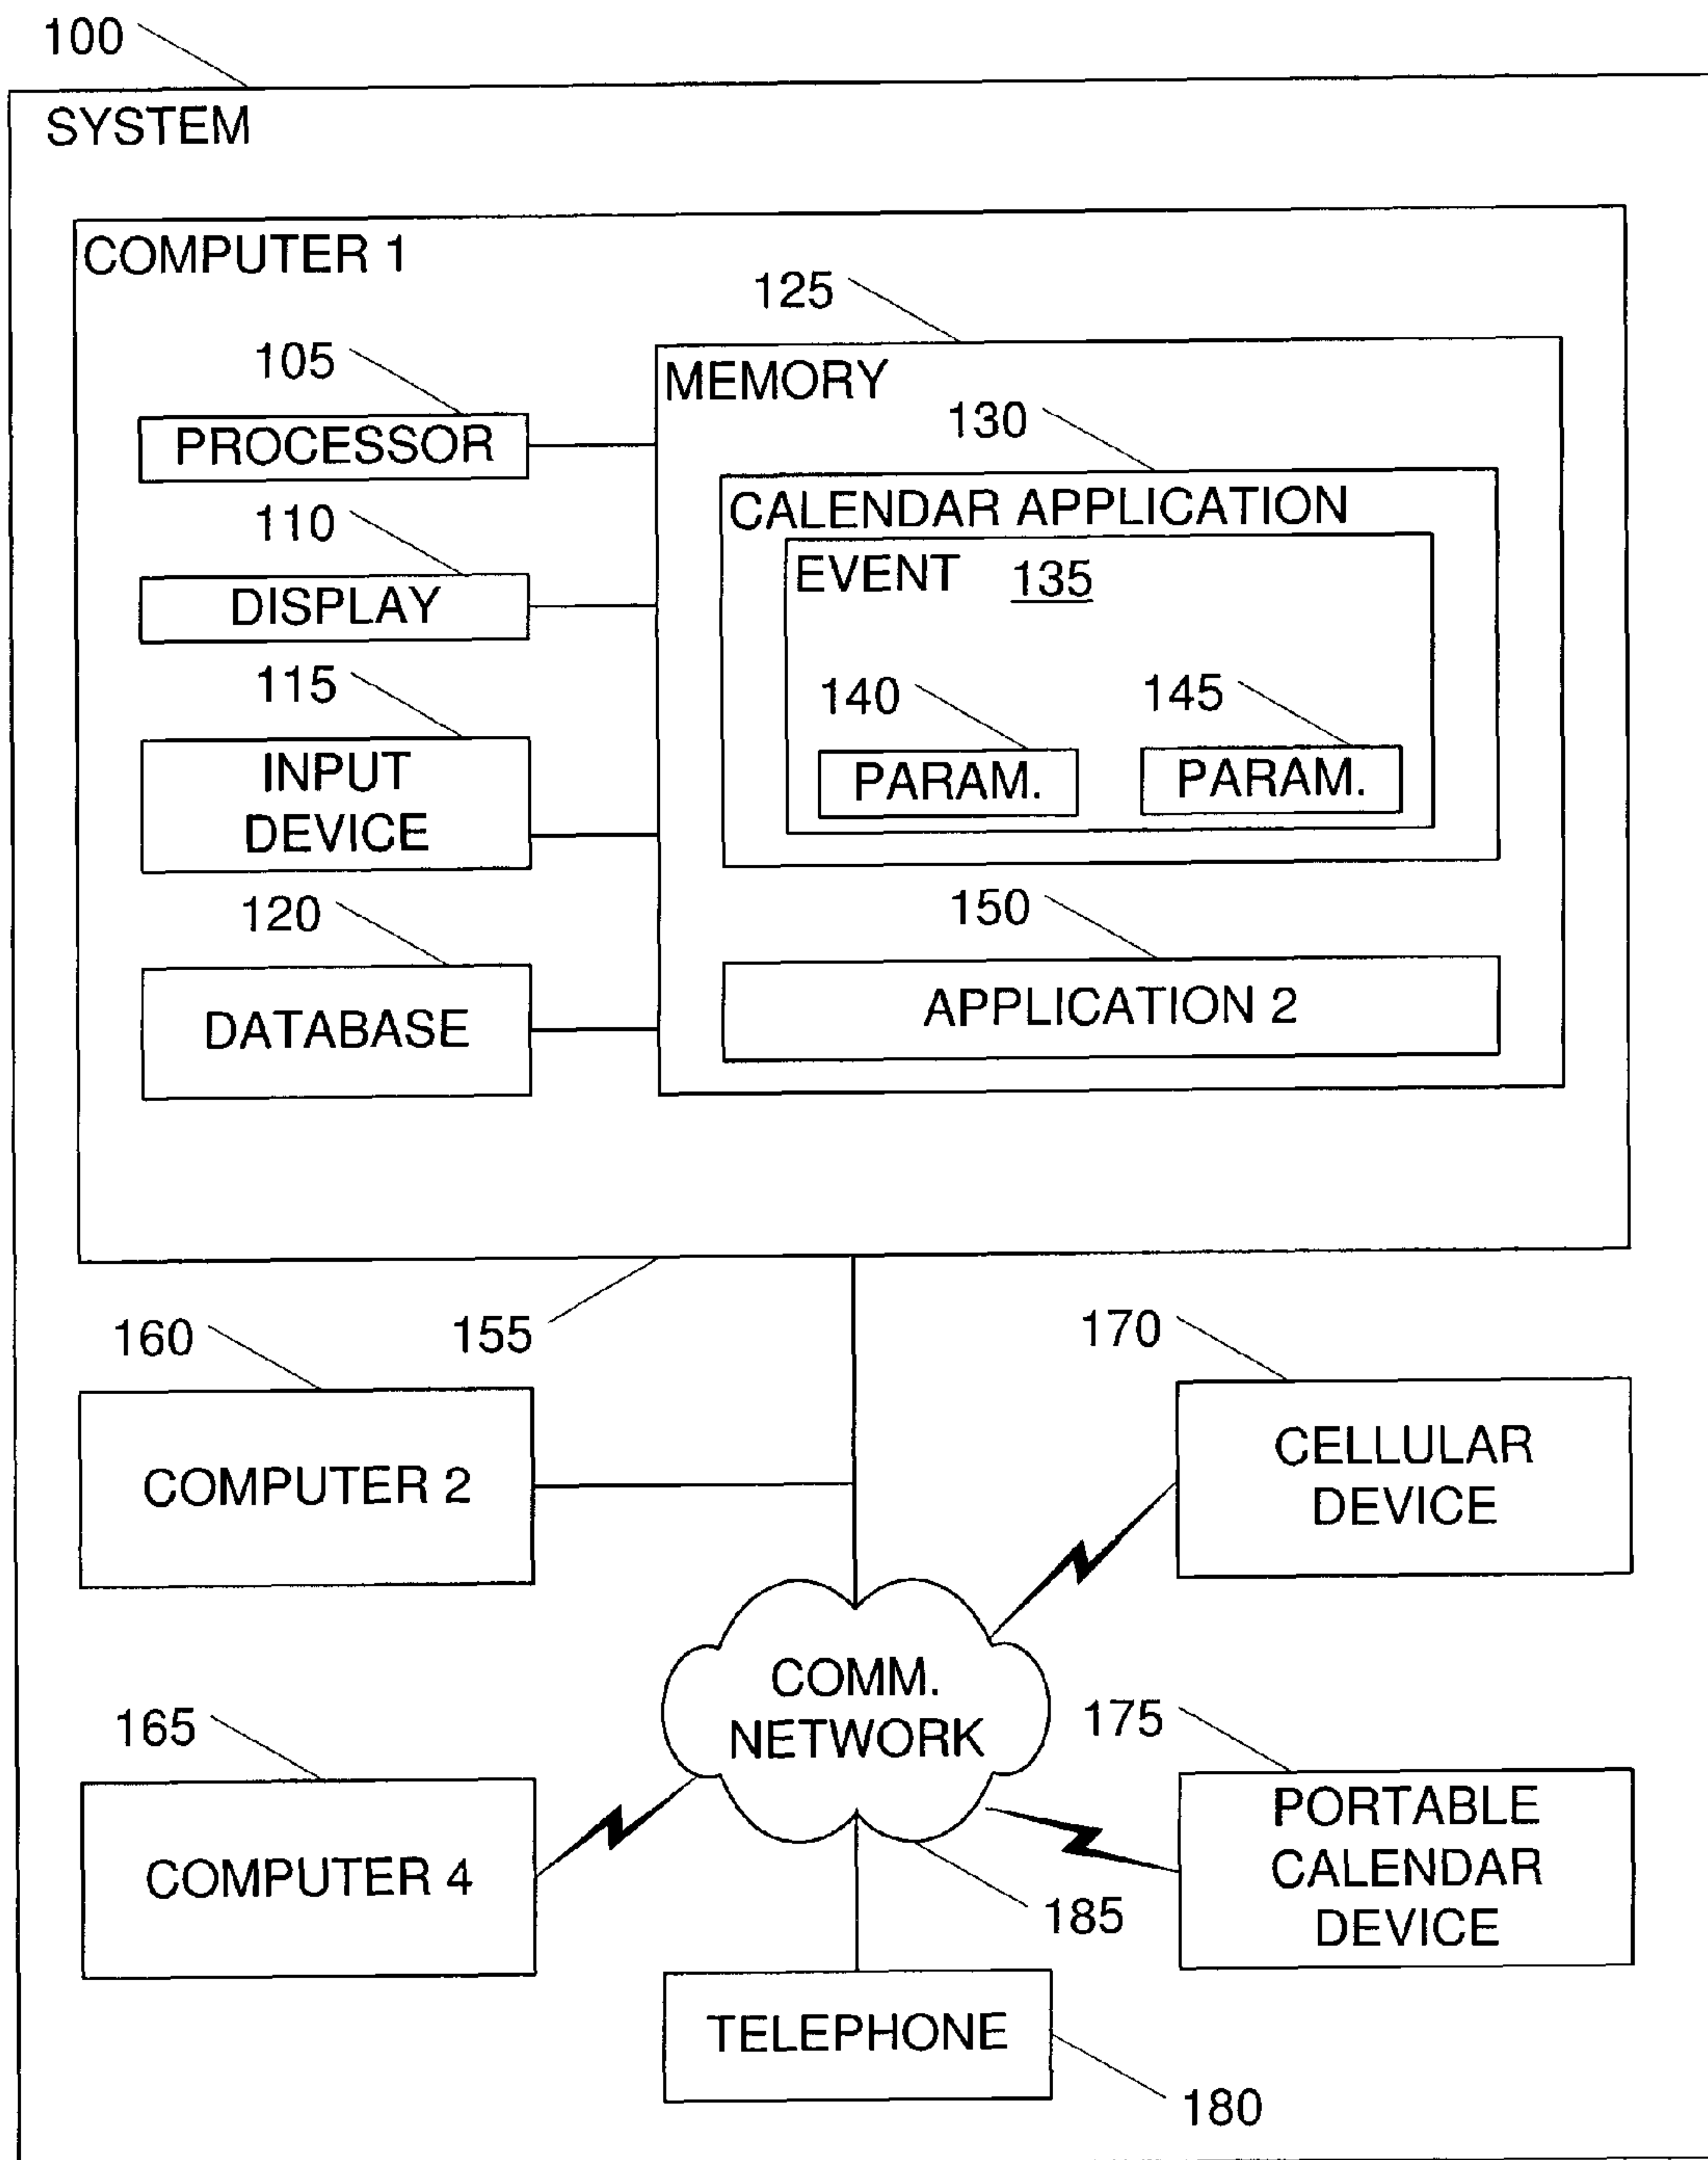 100
SYSTEM
COMPUTER 1
125
MEMORY
105
PROCESSOR
130
CALENDAR APPLICATION
110
DISPLAY
EVENT 135
115
INPUT
DEVICE
140
145
PARAM.
PARAM.
120
DATABASE
150
APPLICATION 2
155
160
COMPUTER 2
170
CELLULAR
DEVICE
COMM.
NETWORK
165
COMPUTER 4
175
PORTABLE
CALENDAR
DEVICE
185
TELEPHONE
180